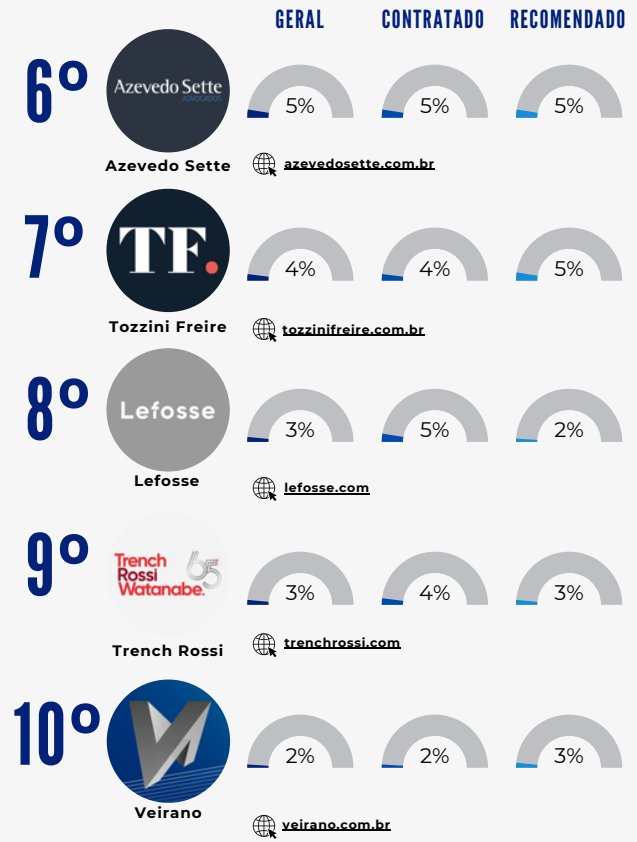 GERAL CONTRATADO RECOMENDADO
6º
Azevedo Sette
ADVOGADOS
5% 5% 5%
Azevedo Sette
azevedosette.com.br
7º
TF.
4% 4% 5%
Tozzini Freire
tozzinifreire.com.br
8º
Lefosse
3% 5% 2%
Lefosse
lefosse.com
9º
Trench
Rossi
Watanabe.
65
3% 4% 3%
Trench Rossi
trenchrossi.com
10º
2% 2% 3%
Veirano
veirano.com.br